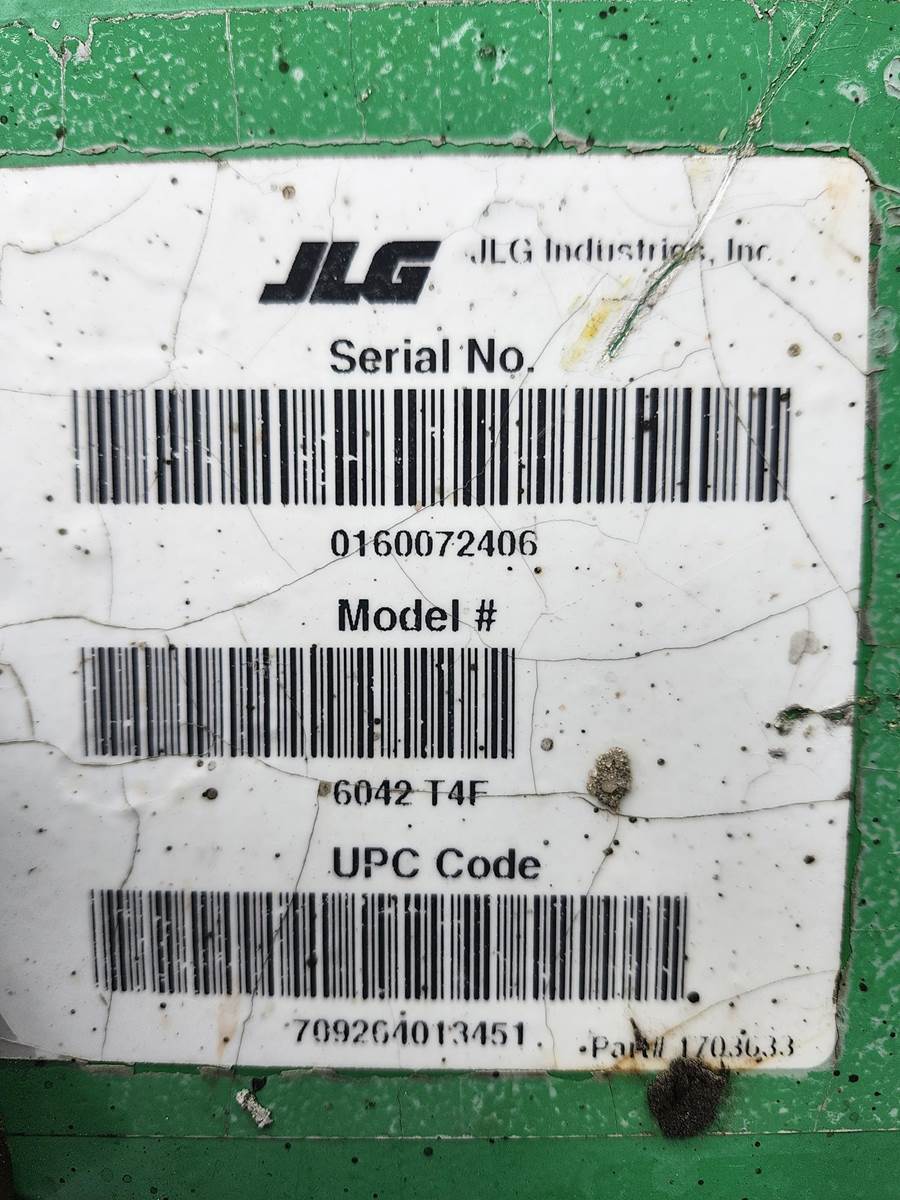 JLG JLG Industries, Inc.
Serial No.
0160072406
Model #
6042 T4F
UPC Code
709264013451
Part# 1703633